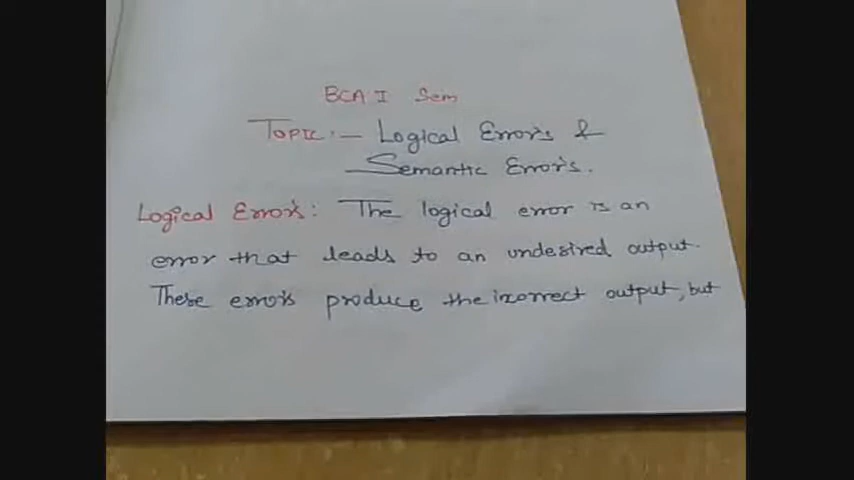 BCA I Sem
Topic:- Logical Errors &
Semantic Errors.
Logical Errors: The logical error is an
error that leads to an undesired output.
These errors produce the incorrect output, but